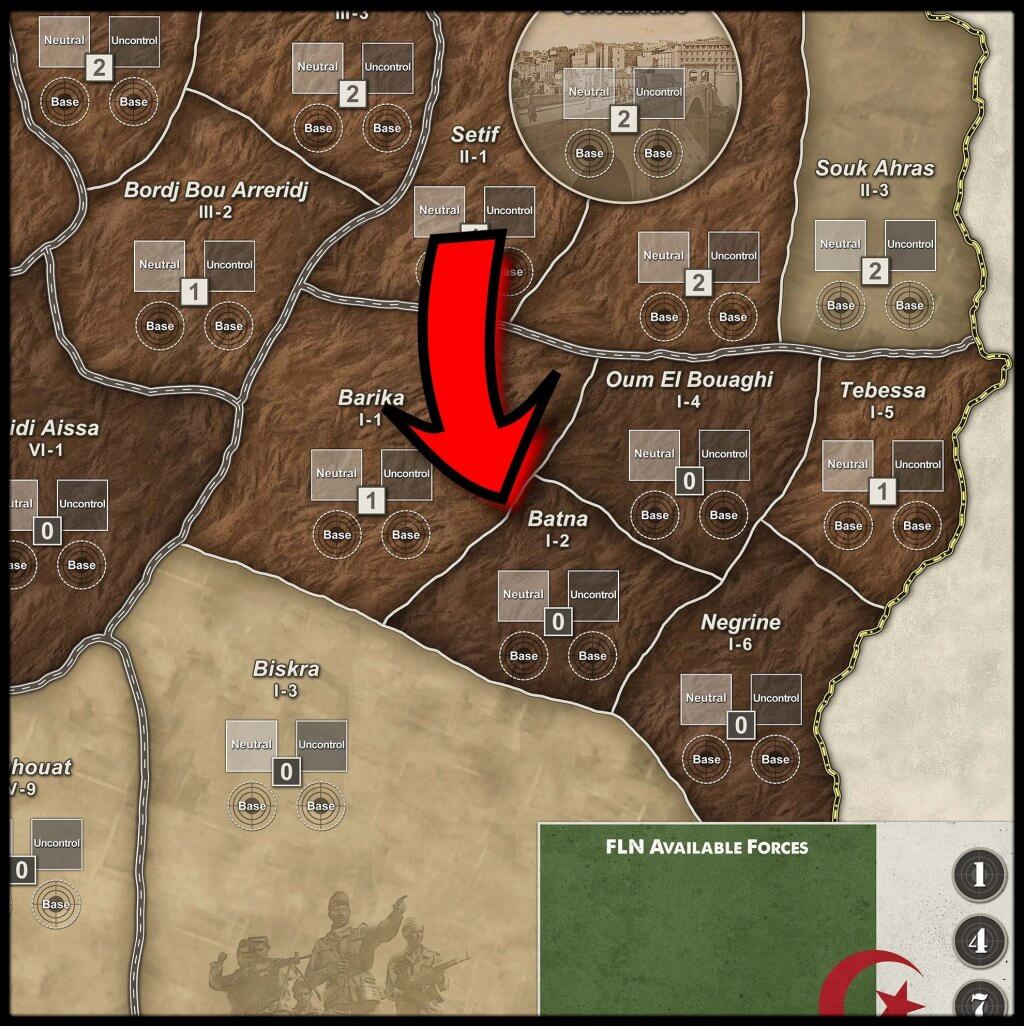 III-3
Constantine
Neutral
Uncontrol
2
Base
Base
Neutral
Uncontrol
2
Base
Base
Neutral
Uncontrol
2
Base
Base
Setif
II-1
Neutral
Uncontrol
Souk Ahras
II-3
Neutral
Uncontrol
2
Base
Base
Bordj Bou Arreridj
III-2
Neutral
Uncontrol
1
Base
Base
Neutral
Uncontrol
2
Base
Base
Barika
I-1
Neutral
Uncontrol
1
Base
Base
Oum El Bouaghi
I-4
Neutral
Uncontrol
0
Base
Base
Tebessa
I-5
Neutral
Uncontrol
1
Base
Base
idi Aissa
VI-1
utral
Uncontrol
0
ase
Base
Batna
I-2
Neutral
Uncontrol
0
Base
Base
Negrine
I-6
Neutral
Uncontrol
0
Base
Base
Biskra
I-3
Neutral
Uncontrol
0
Base
Base
houat
V-9
Uncontrol
0
Base
FLN Available Forces
1
4
7